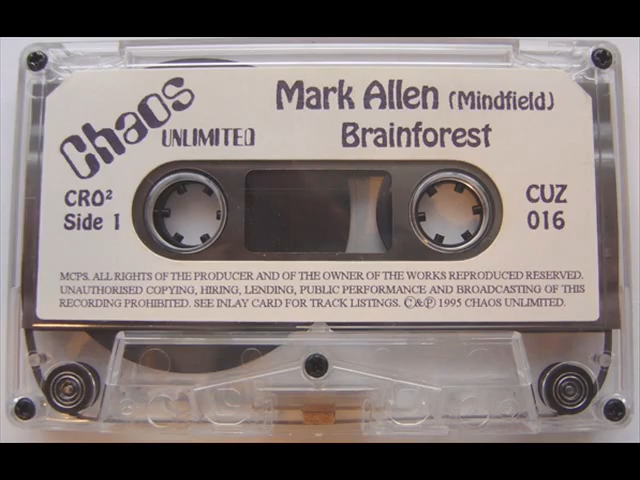 Chaos UNLIMITED
Mark Allen (Mindfield)
Brainforest
CRO²
Side 1
CUZ
016
MCPS. ALL RIGHTS OF THE PRODUCER AND OF THE OWNER OF THE WORKS REPRODUCED RESERVED.
UNAUTHORISED COPYING, HIRING, LENDING, PUBLIC PERFORMANCE AND BROADCASTING OF THIS
RECORDING PROHIBITED. SEE INLAY CARD FOR TRACK LISTINGS. ©&℗ 1995 CHAOS UNLIMITED.